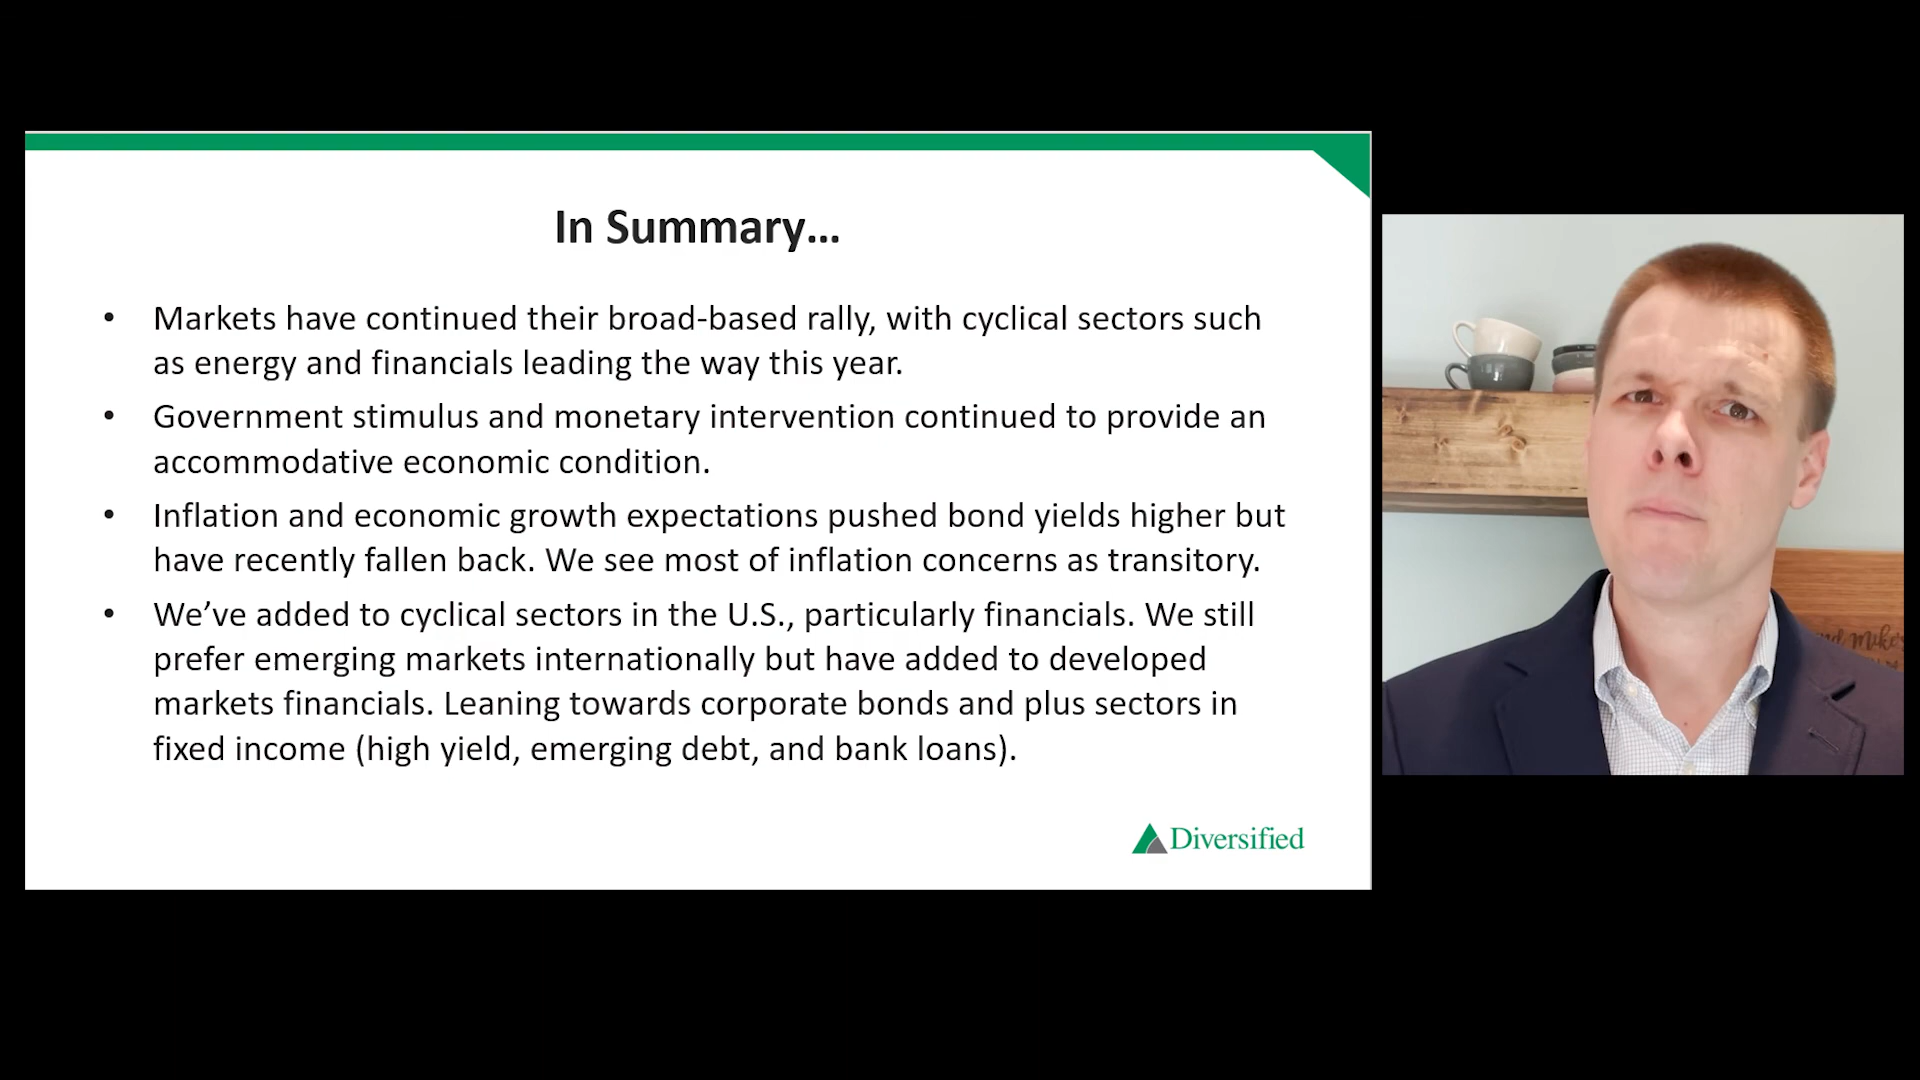 In Summary…
• Markets have continued their broad-based rally, with cyclical sectors such
as energy and financials leading the way this year.
• Government stimulus and monetary intervention continued to provide an
accommodative economic condition.
• Inflation and economic growth expectations pushed bond yields higher but
have recently fallen back. We see most of inflation concerns as transitory.
• We’ve added to cyclical sectors in the U.S., particularly financials. We still
prefer emerging markets internationally but have added to developed
markets financials. Leaning towards corporate bonds and plus sectors in
fixed income (high yield, emerging debt, and bank loans).
Diversified